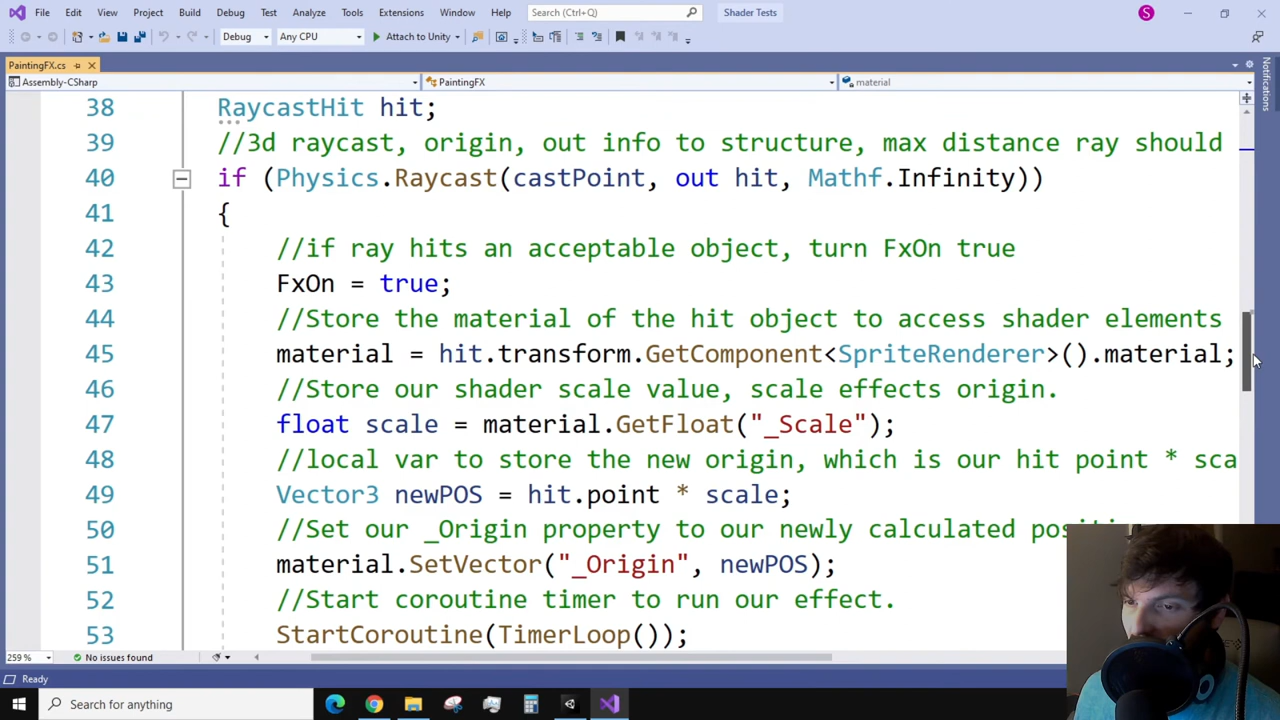 File Edit View Project Build Debug Test Analyze Tools Extensions Window Help Search (Ctrl+Q) Shader Tests S
Debug Any CPU Attach to Unity
PaintingFX.cs
Assembly-CSharp PaintingFX material
Notifications
38 RaycastHit hit;
39 //3d raycast, origin, out info to structure, max distance ray should
40 if (Physics.Raycast(castPoint, out hit, Mathf.Infinity))
41 {
42 //if ray hits an acceptable object, turn FxOn true
43 FxOn = true;
44 //Store the material of the hit object to access shader elements
45 material = hit.transform.GetComponent<SpriteRenderer>().material;
46 //Store our shader scale value, scale effects origin.
47 float scale = material.GetFloat("_Scale");
48 //local var to store the new origin, which is our hit point * sca
49 Vector3 newPOS = hit.point * scale;
50 //Set our _Origin property to our newly calculated positi
51 material.SetVector("_Origin", newPOS);
52 //Start coroutine timer to run our effect.
53 StartCoroutine(TimerLoop());
259 % No issues found
Ready
Search for anything